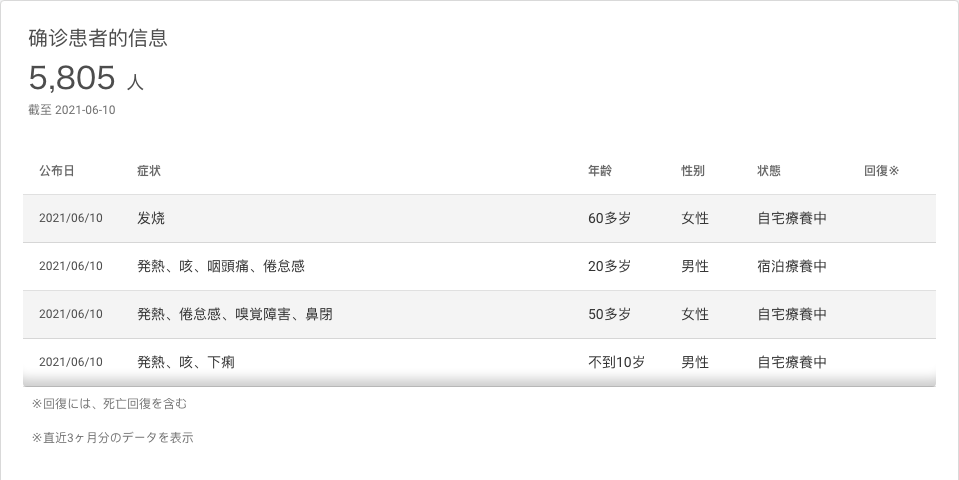 确诊患者的信息
5,805 人
截至 2021-06-10
公布日 症状 年龄 性别 状態 回復※
2021/06/10 发烧 60多岁 女性 自宅療養中
2021/06/10 発熱、咳、咽頭痛、倦怠感 20多岁 男性 宿泊療養中
2021/06/10 発熱、倦怠感、嗅覚障害、鼻閉 50多岁 女性 自宅療養中
2021/06/10 発熱、咳、下痢 不到10岁 男性 自宅療養中
※回復には、死亡回復を含む
※直近3ヶ月分のデータを表示